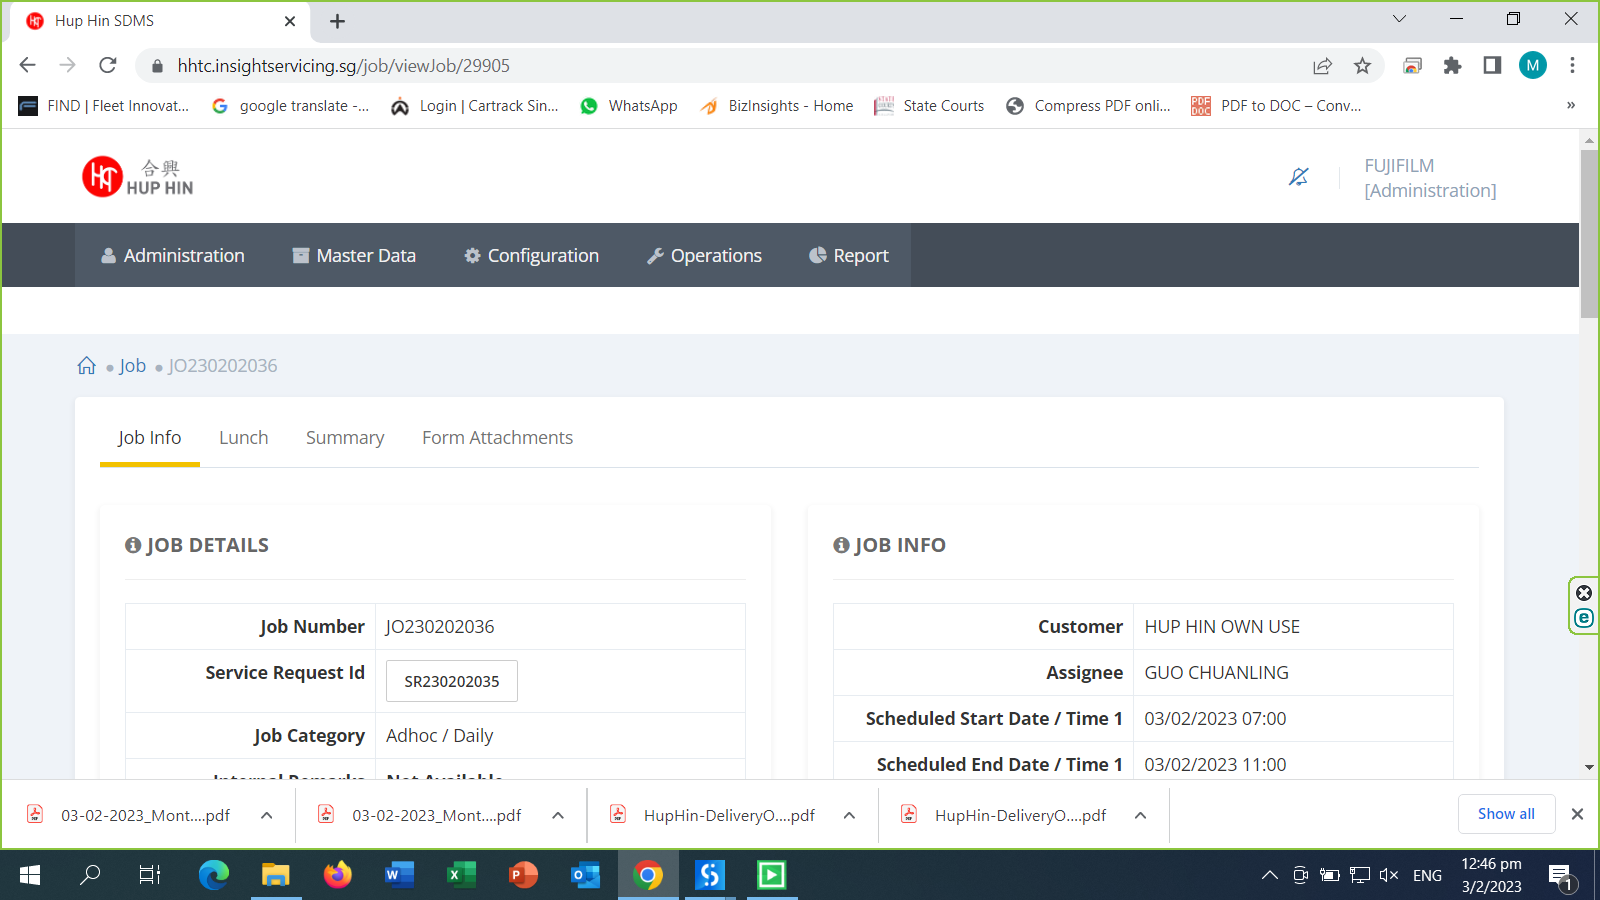 Hup Hin SDMS
hhtc.insightservicing.sg/job/viewJob/29905
M
FIND | Fleet Innovat...
google translate -...
Login | Cartrack Sin...
WhatsApp
BizInsights - Home
State Courts
Compress PDF onli...
PDF to DOC – Conv...
»
合興
HUP HIN
FUJIFILM
[Administration]
Administration
Master Data
Configuration
Operations
Report
Job
JO230202036
Job Info
Lunch
Summary
Form Attachments
JOB DETAILS
Job Number JO230202036
Service Request Id SR230202035
Job Category Adhoc / Daily
Internal Remarks Not Available
JOB INFO
Customer HUP HIN OWN USE
Assignee GUO CHUANLING
Scheduled Start Date / Time 1 03/02/2023 07:00
Scheduled End Date / Time 1 03/02/2023 11:00
03-02-2023_Mont....pdf
03-02-2023_Mont....pdf
HupHin-DeliveryO....pdf
HupHin-DeliveryO....pdf
Show all
ENG
12:46 pm
3/2/2023
1